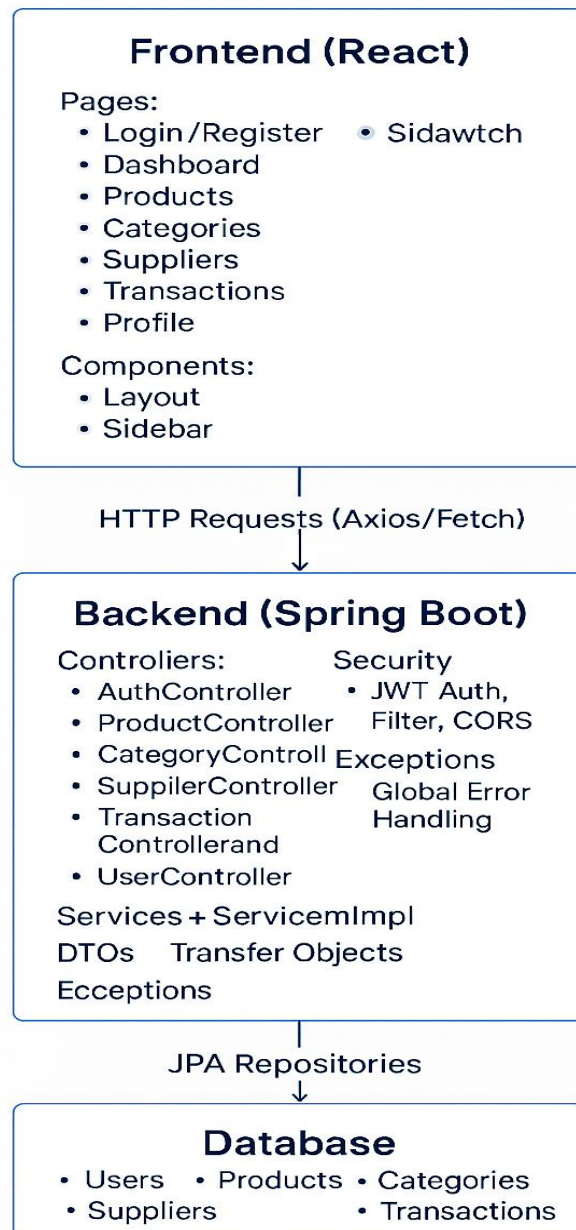 Frontend (React)
Pages:
• Login/Register • Sidawtch
• Dashboard
• Products
• Categories
• Suppliers
• Transactions
• Profile
Components:
• Layout
• Sidebar
HTTP Requests (Axios/Fetch)
Backend (Spring Boot)
Controliers:
• AuthController
• ProductController
• CategoryControll
• SuppilerController
• Transaction
Controllerand
• UserController
Security
• JWT Auth,
Filter, CORS
Exceptions
Global Error
Handling
Services + ServicemImpl
DTOs Transfer Objects
Ecceptions
JPA Repositories
Database
• Users • Products • Categories
• Suppliers • Transactions